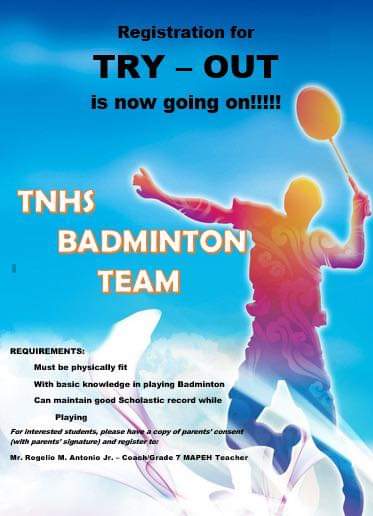 Registration for
TRY – OUT
is now going on!!!!!
TNHS
BADMINTON
TEAM
REQUIREMENTS:
Must be physically fit
With basic knowledge in playing Badminton
Can maintain good Scholastic record while
Playing
For interested students, please have a copy of parents' consent
(with parents' signature) and register to:
Mr. Rogelio M. Antonio Jr. – Coach/Grade 7 MAPEH Teacher